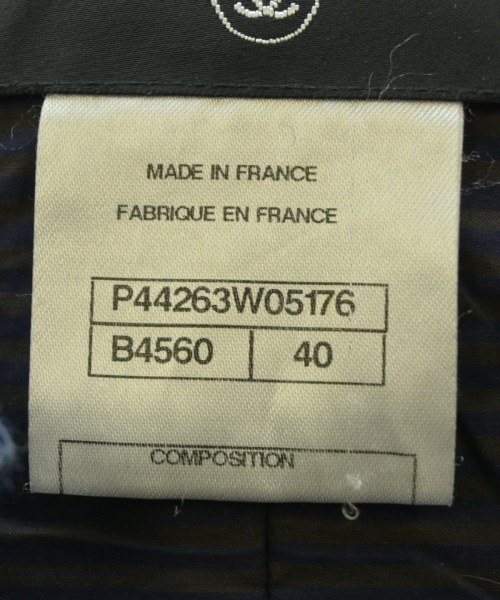 MADE IN FRANCE
FABRIQUE EN FRANCE
P44263W05176
B4560 40
COMPOSITION